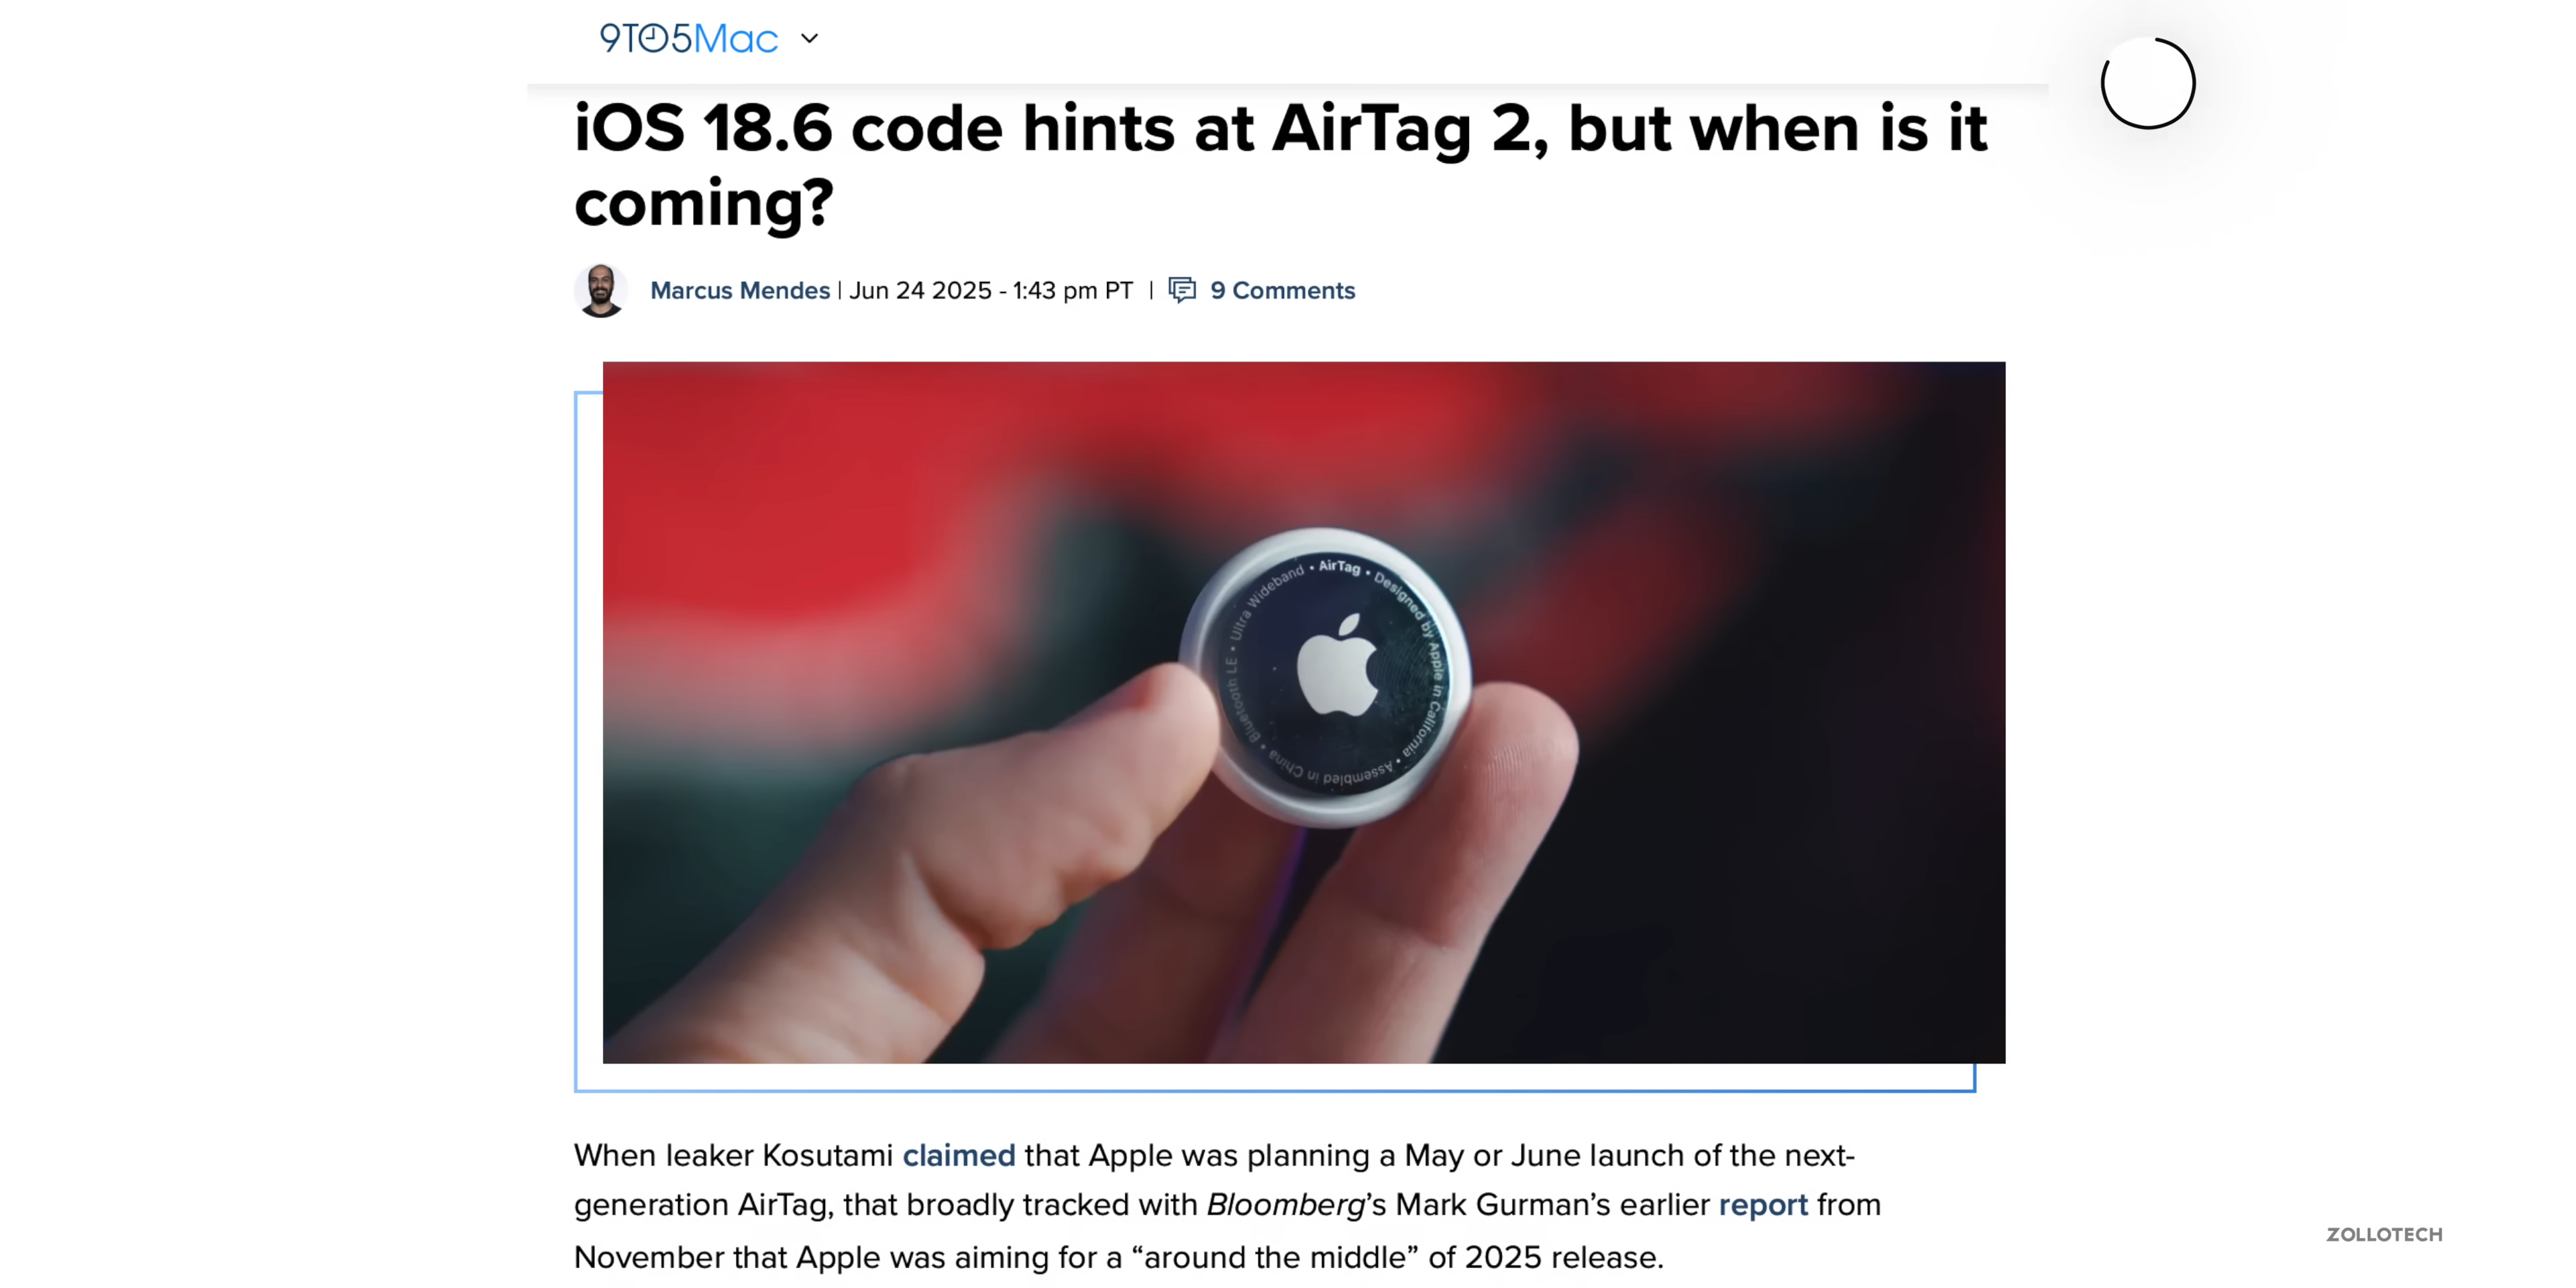 9TO5Mac
iOS 18.6 code hints at AirTag 2, but when is it
coming?
Marcus Mendes | Jun 24 2025 - 1:43 pm PT | 9 Comments
AirTag • Designed by Apple in California • Assembled in China • Bluetooth LE • Ultra Wideband •
When leaker Kosutami claimed that Apple was planning a May or June launch of the next-
generation AirTag, that broadly tracked with Bloomberg’s Mark Gurman’s earlier report from
November that Apple was aiming for a “around the middle” of 2025 release.
ZOLLOTECH